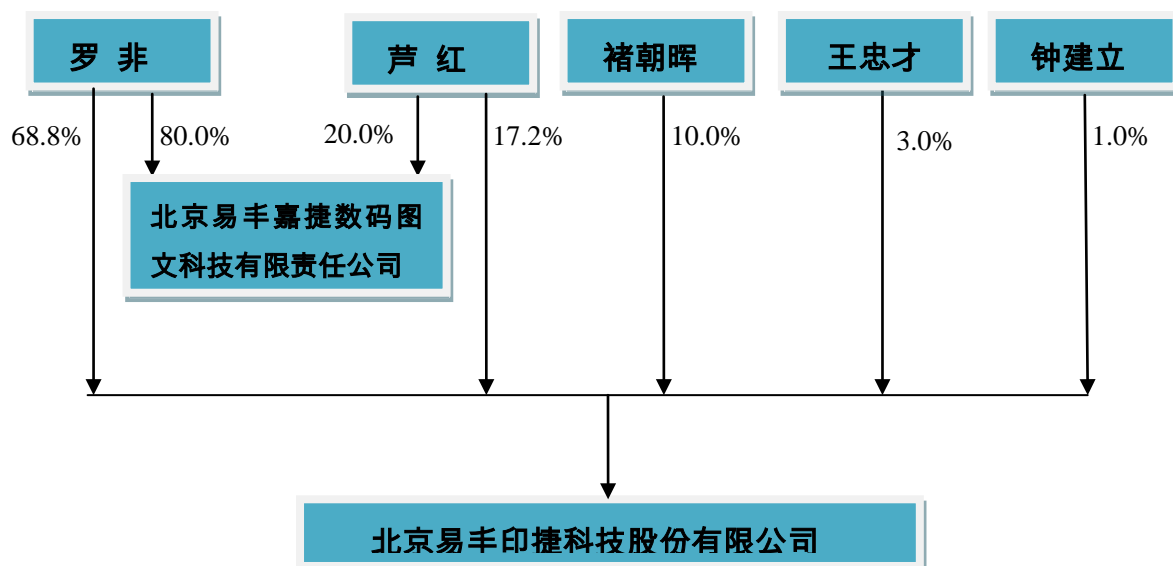 罗 非
芦 红
褚朝晖
王忠才
钟建立
68.8%
80.0%
20.0%
17.2%
10.0%
3.0%
1.0%
北京易丰嘉捷数码图
文科技有限责任公司
北京易丰印捷科技股份有限公司